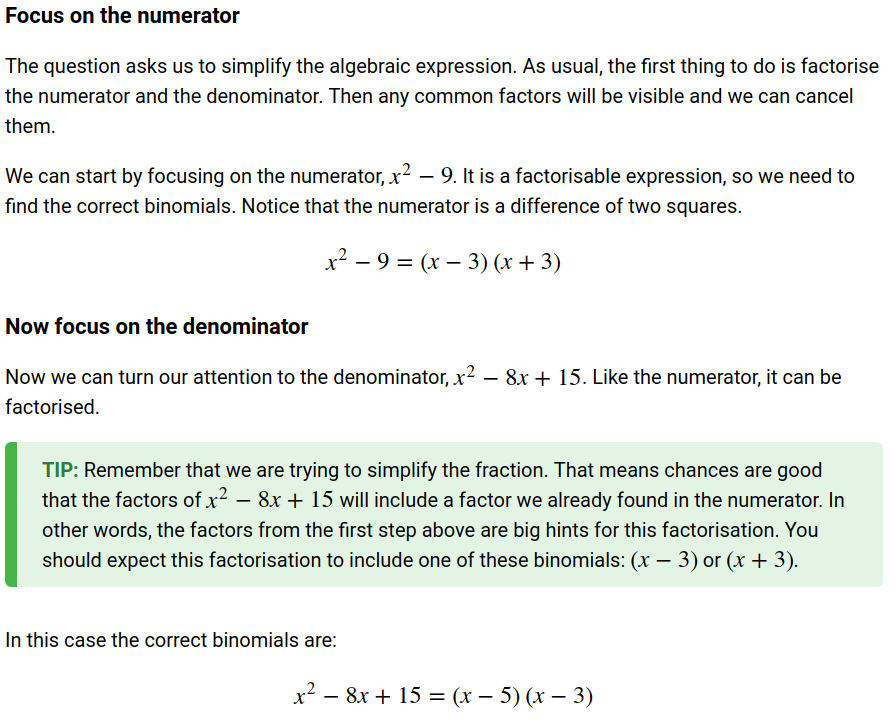 Focus on the numerator
The question asks us to simplify the algebraic expression. As usual, the first thing to do is factorise
the numerator and the denominator. Then any common factors will be visible and we can cancel
them.
We can start by focusing on the numerator, x² − 9. It is a factorisable expression, so we need to
find the correct binomials. Notice that the numerator is a difference of two squares.
x² − 9 = (x − 3) (x + 3)
Now focus on the denominator
Now we can turn our attention to the denominator, x² − 8x + 15. Like the numerator, it can be
factorised.
TIP: Remember that we are trying to simplify the fraction. That means chances are good
that the factors of x² − 8x + 15 will include a factor we already found in the numerator. In
other words, the factors from the first step above are big hints for this factorisation. You
should expect this factorisation to include one of these binomials: (x − 3) or (x + 3).
In this case the correct binomials are:
x² − 8x + 15 = (x − 5) (x − 3)